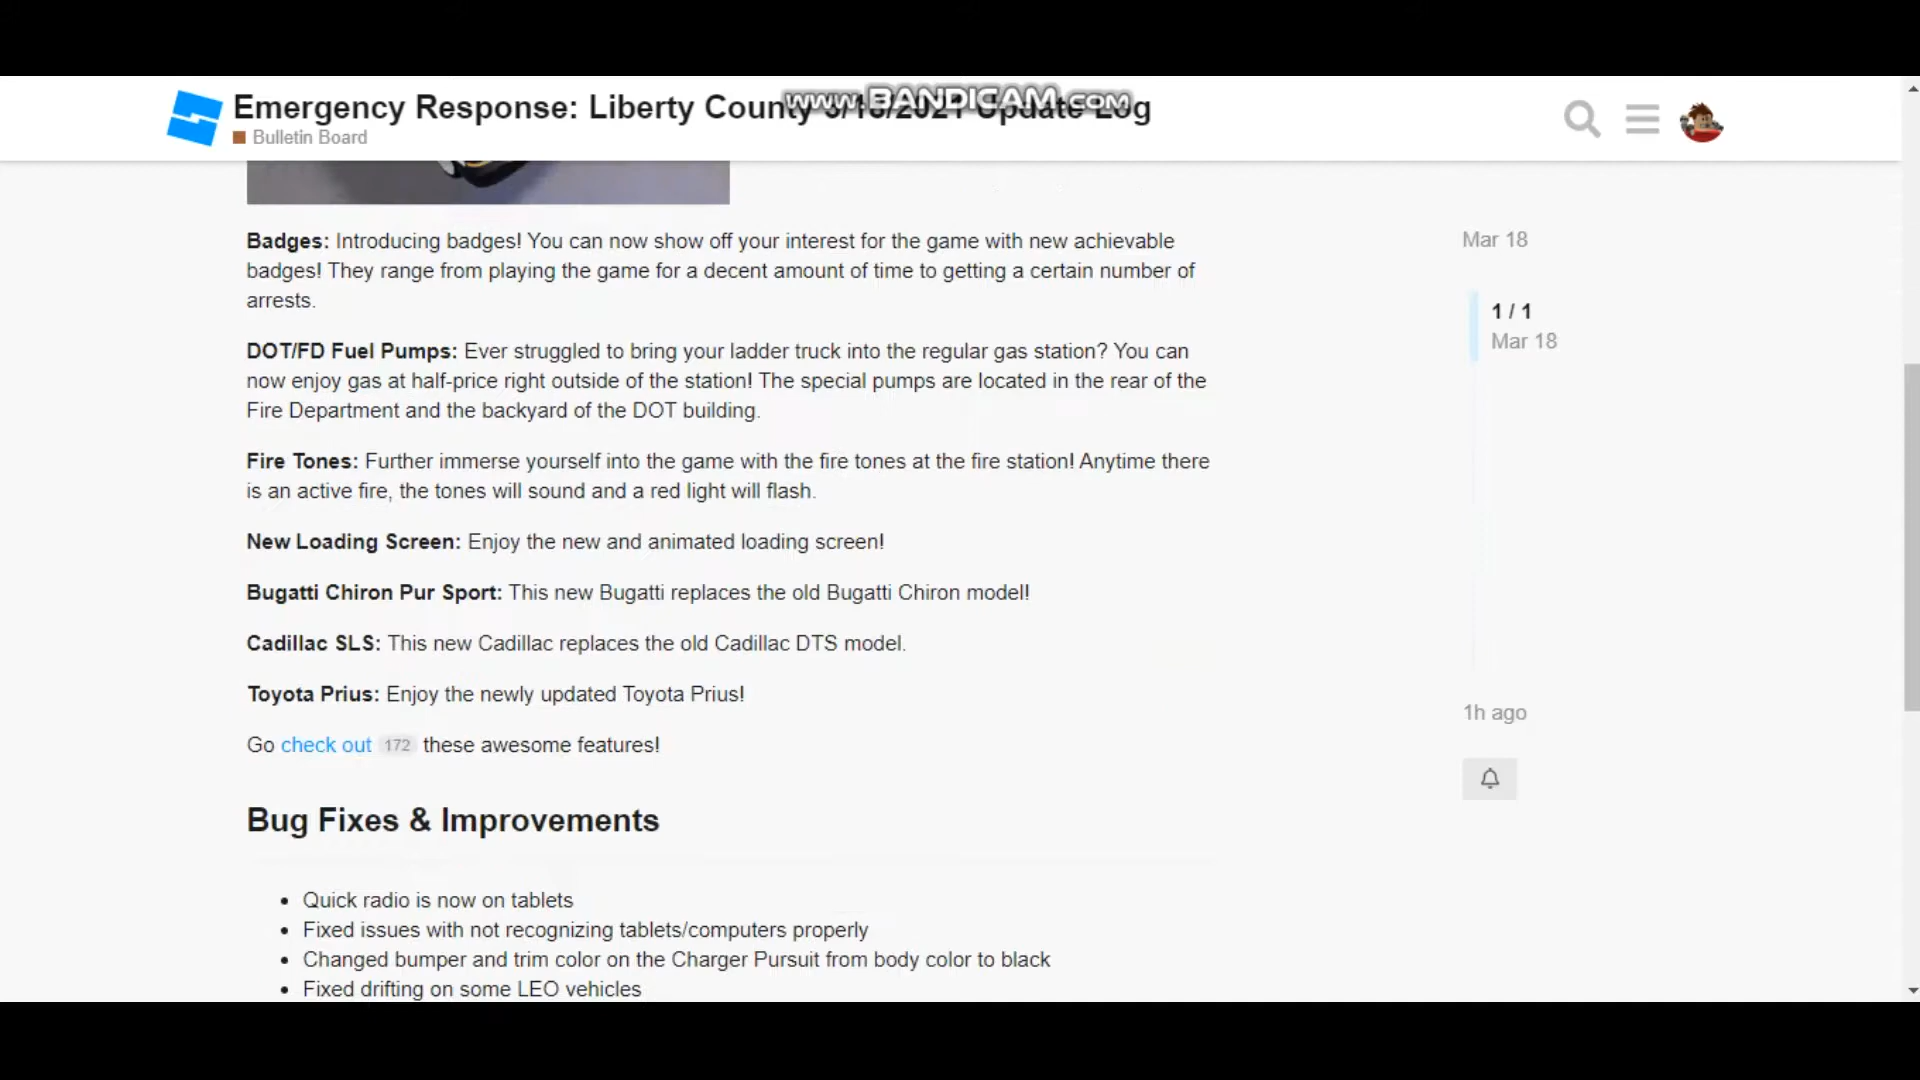 www.BANDICAM.com
Emergency Response: Liberty County 3/18/2021 Update Log
Bulletin Board
Badges: Introducing badges! You can now show off your interest for the game with new achievable
badges! They range from playing the game for a decent amount of time to getting a certain number of
arrests.
DOT/FD Fuel Pumps: Ever struggled to bring your ladder truck into the regular gas station? You can
now enjoy gas at half-price right outside of the station! The special pumps are located in the rear of the
Fire Department and the backyard of the DOT building.
Fire Tones: Further immerse yourself into the game with the fire tones at the fire station! Anytime there
is an active fire, the tones will sound and a red light will flash.
New Loading Screen: Enjoy the new and animated loading screen!
Bugatti Chiron Pur Sport: This new Bugatti replaces the old Bugatti Chiron model!
Cadillac SLS: This new Cadillac replaces the old Cadillac DTS model.
Toyota Prius: Enjoy the newly updated Toyota Prius!
Go check out 172 these awesome features!
Bug Fixes & Improvements
• Quick radio is now on tablets
• Fixed issues with not recognizing tablets/computers properly
• Changed bumper and trim color on the Charger Pursuit from body color to black
• Fixed drifting on some LEO vehicles
Mar 18
1 / 1
Mar 18
1h ago